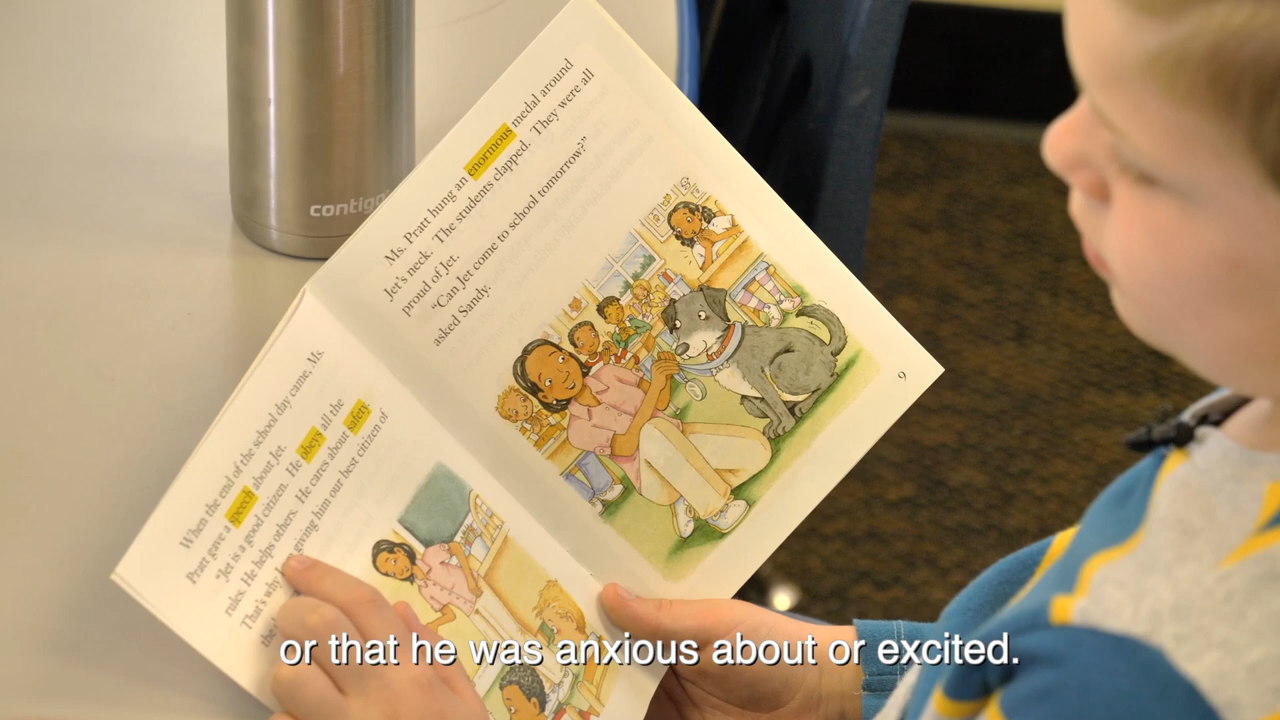 contigo
When the end of the school day came, Ms.
Pratt gave a speech about Jet.
"Jet is a good citizen. He obeys all the
rules. He helps others. He cares about safety.
That's why giving him our best citizen of
the
Ms. Pratt hung an enormous medal around
Jet's neck. The students clapped. They were all
proud of Jet.
"Can Jet come to school tomorrow?"
asked Sandy.
9
or that he was anxious about or excited.